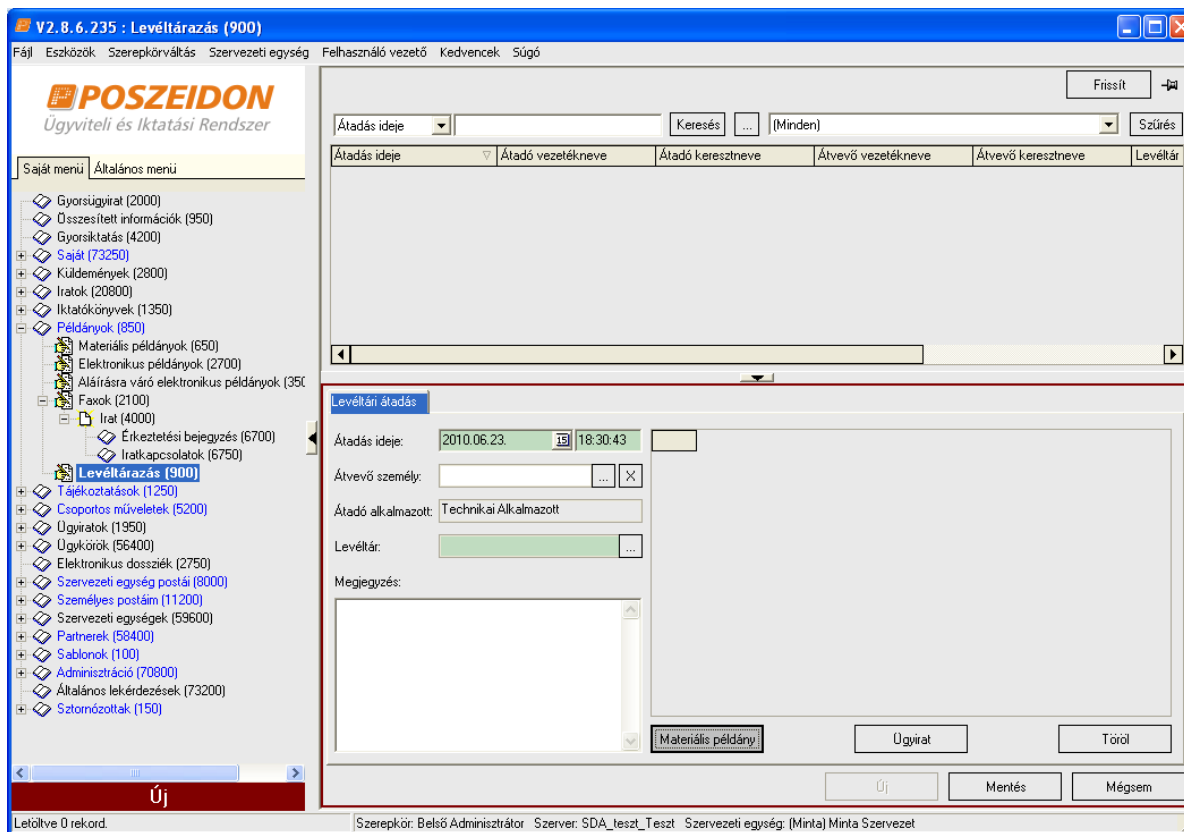 V2.8.6.235 : Levéltárazás (900)
Fájl Eszközök Szerepkörváltás Szervezeti egység Felhasználó vezető Kedvencek Súgó
POSZEIDON
Ügyviteli és Iktatási Rendszer
Saját menü Általános menü
Gyorsügyirat (2000)
Összesített információk (950)
Gyorsiktatás (4200)
Saját (73250)
Küldemények (2800)
Iratok (20800)
Iktatókönyvek (1350)
Példányok (850)
Materiális példányok (650)
Elektronikus példányok (2700)
Aláírásra váró elektronikus példányok (350
Faxok (2100)
Irat (4000)
Érkeztetési bejegyzés (6700)
Iratkapcsolatok (6750)
Levéltárazás (900)
Tájékoztatások (1250)
Csoportos műveletek (5200)
Ügyiratok (1950)
Ügykörök (56400)
Elektronikus dossziék (2750)
Szervezeti egység postái (8000)
Személyes postáim (11200)
Szervezeti egységek (59600)
Partnerek (58400)
Sablonok (100)
Adminisztráció (70800)
Általános lekérdezések (73200)
Sztornózottak (150)
Új
Frissít
Átadás ideje Keresés ... (Minden) Szűrés
Átadás ideje Átadó vezetékneve Átadó keresztneve Átvevő vezetékneve Átvevő keresztneve Levéltár
Levéltári átadás
Átadás ideje: 2010.06.23. 15 18:30:43
Átvevő személy: ... X
Átadó alkalmazott: Technikai Alkalmazott
Levéltár: ...
Megjegyzés:
Materiális példány Ügyirat Töröl
Új Mentés Mégsem
Letöltve 0 rekord. Szerepkör: Belső Adminisztrátor Szerver: SDA_teszt_Teszt Szervezeti egység: (Minta) Minta Szervezet